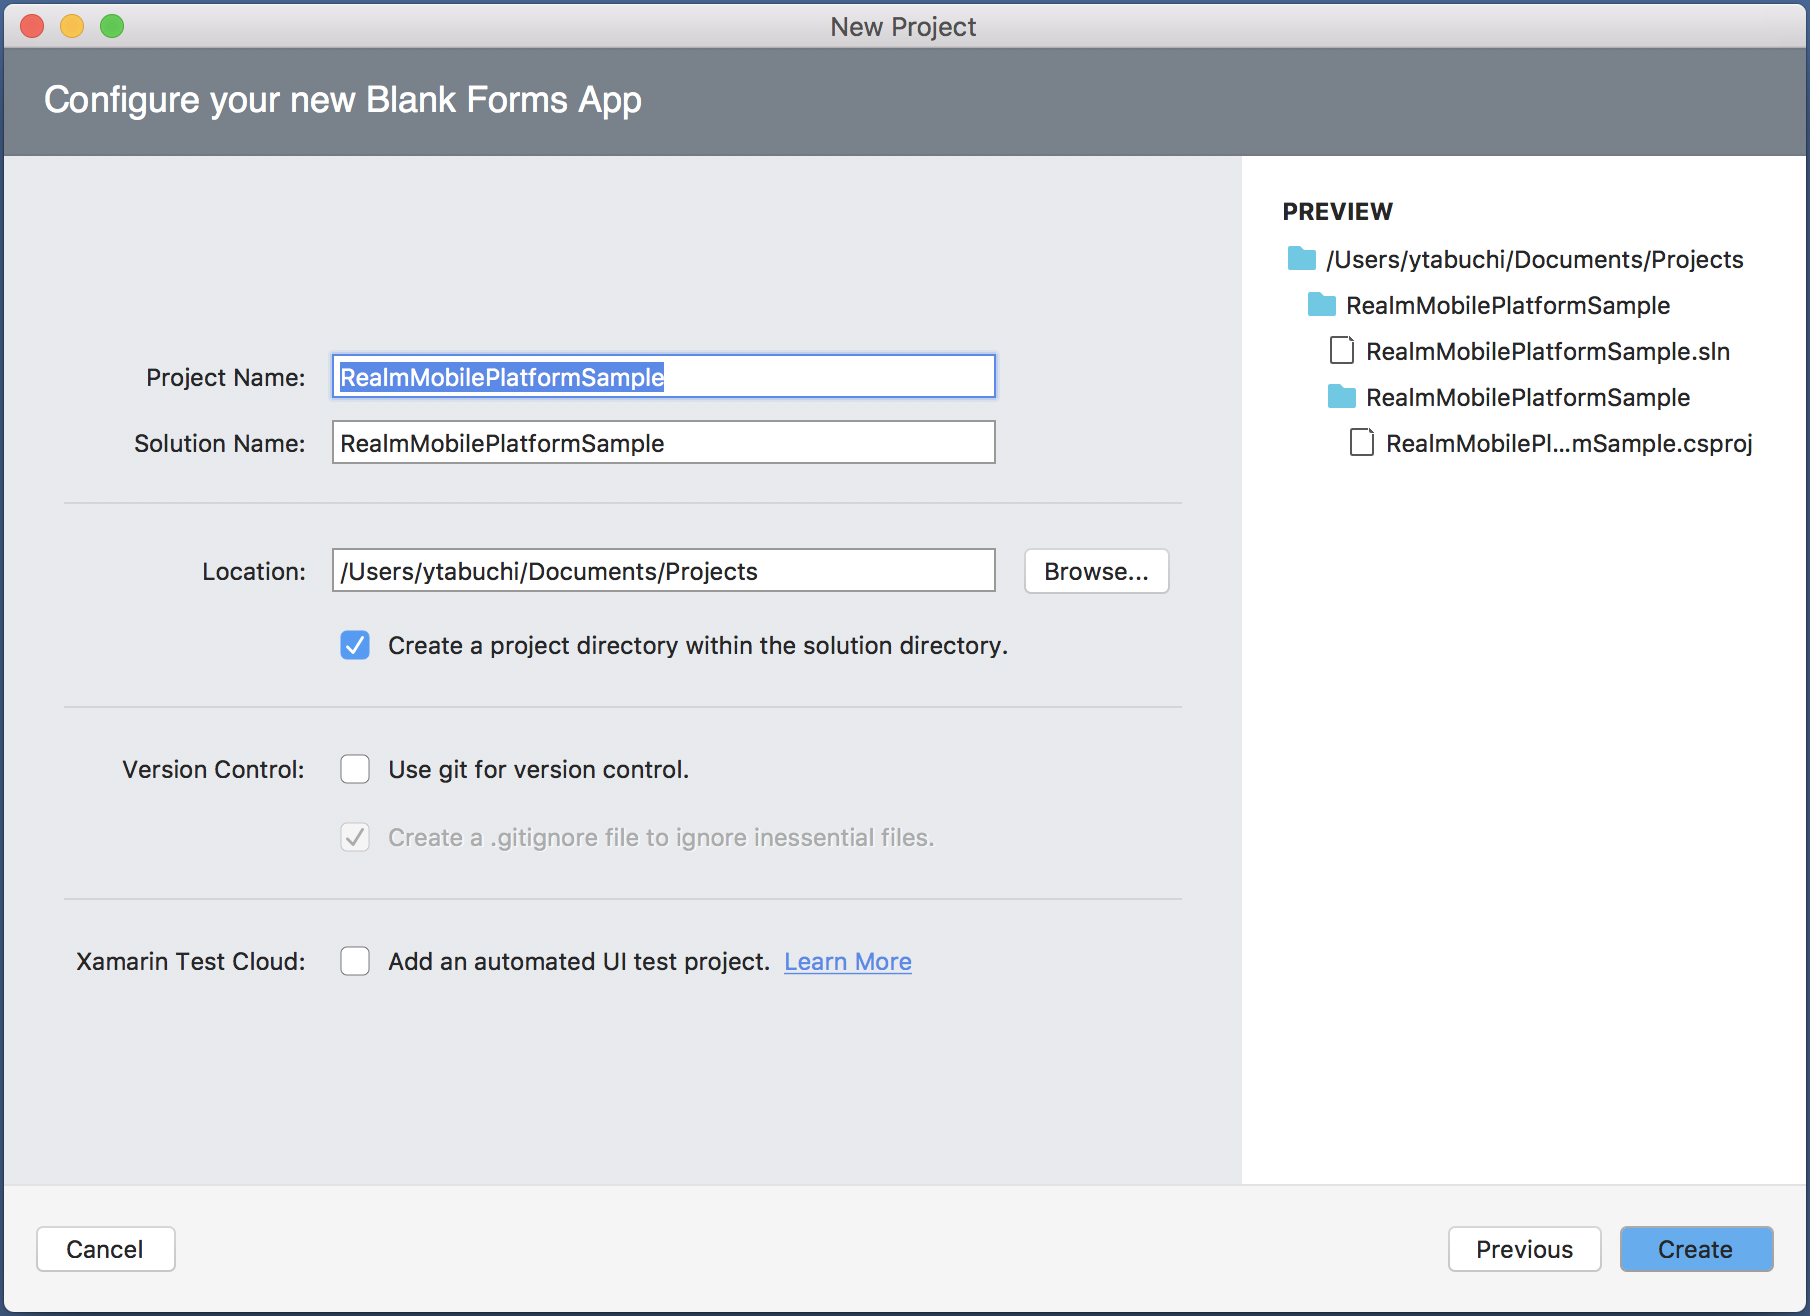 New Project
Configure your new Blank Forms App
Project Name: RealmMobilePlatformSample
Solution Name: RealmMobilePlatformSample
Location: /Users/ytabuchi/Documents/Projects Browse...
Create a project directory within the solution directory.
Version Control: Use git for version control.
Create a .gitignore file to ignore inessential files.
Xamarin Test Cloud: Add an automated UI test project. Learn More
PREVIEW
/Users/ytabuchi/Documents/Projects
RealmMobilePlatformSample
RealmMobilePlatformSample.sln
RealmMobilePlatformSample
RealmMobilePl...mSample.csproj
Cancel Previous Create